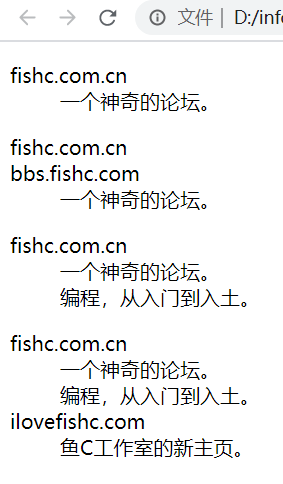 文件 | D:/info
fishc.com.cn
一个神奇的论坛。
fishc.com.cn
bbs.fishc.com
一个神奇的论坛。
fishc.com.cn
一个神奇的论坛。
编程，从入门到入土。
fishc.com.cn
一个神奇的论坛。
编程，从入门到入土。
ilovefishc.com
鱼C工作室的新主页。